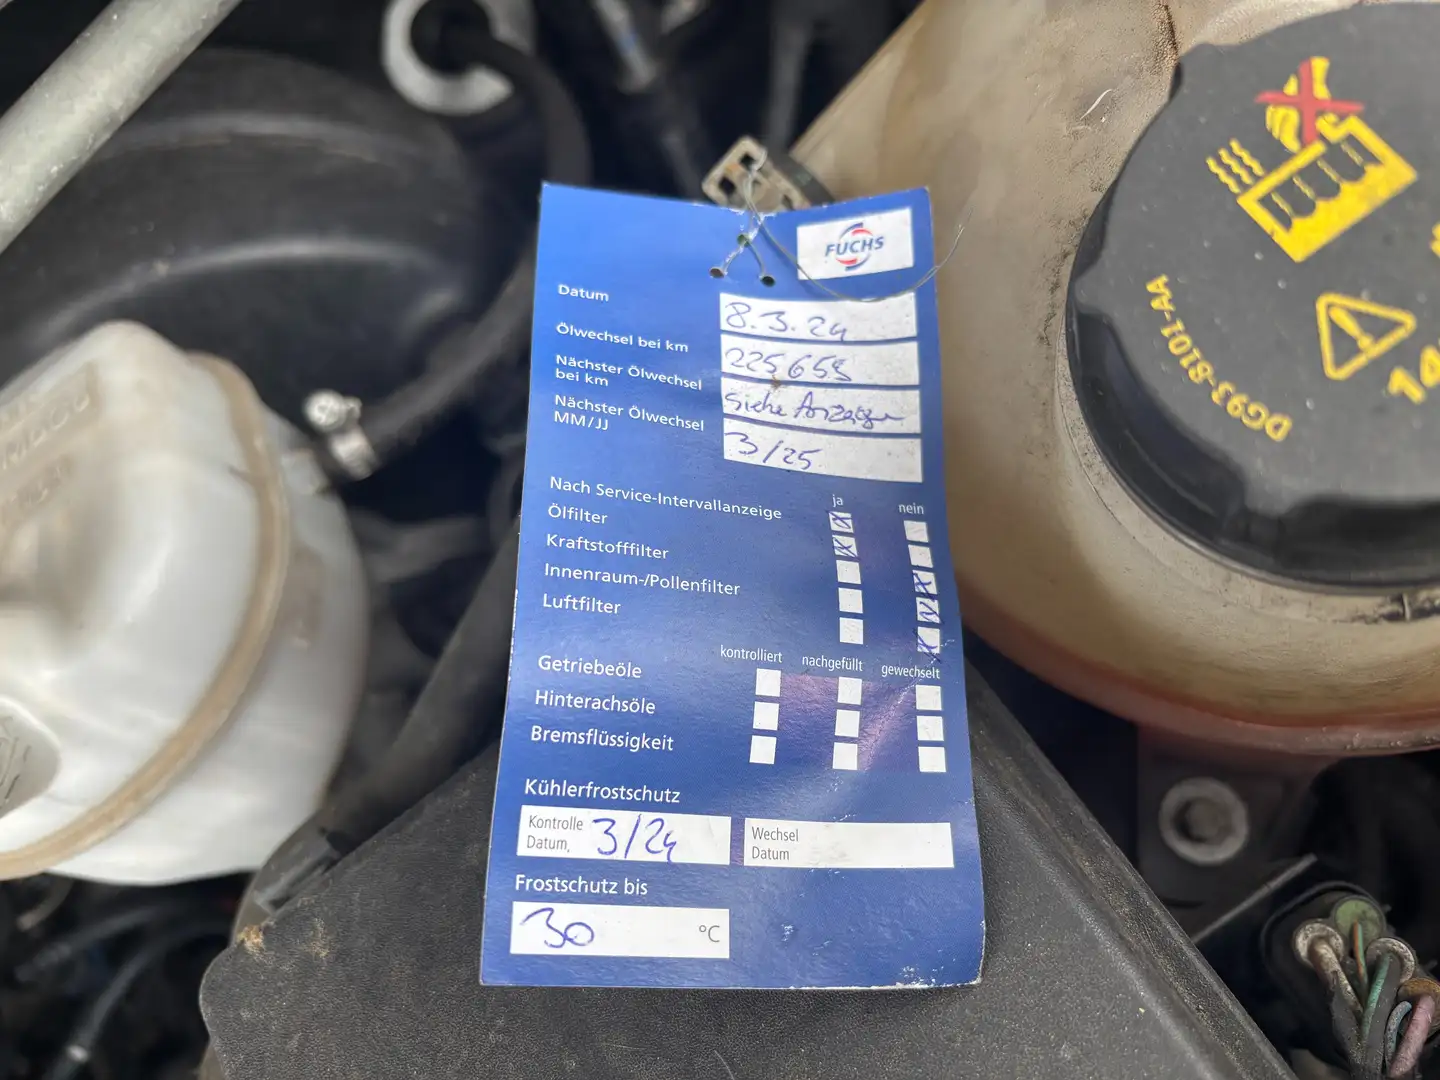 FUCHS
Datum 8.3.24
Ölwechsel bei km 225658
Nächster Ölwechsel
bei km siehe Anzeige
Nächster Ölwechsel
MM/JJ 3/25
ja nein
Nach Service-Intervallanzeige
Ölfilter
Kraftstofffilter
Innenraum-/Pollenfilter
Luftfilter
kontrolliert nachgefüllt gewechselt
Getriebeöle
Hinterachsöle
Bremsflüssigkeit
Kühlerfrostschutz
Kontrolle
Datum, 3/24
Wechsel
Datum
Frostschutz bis
30 °C
DG93-8101-AA